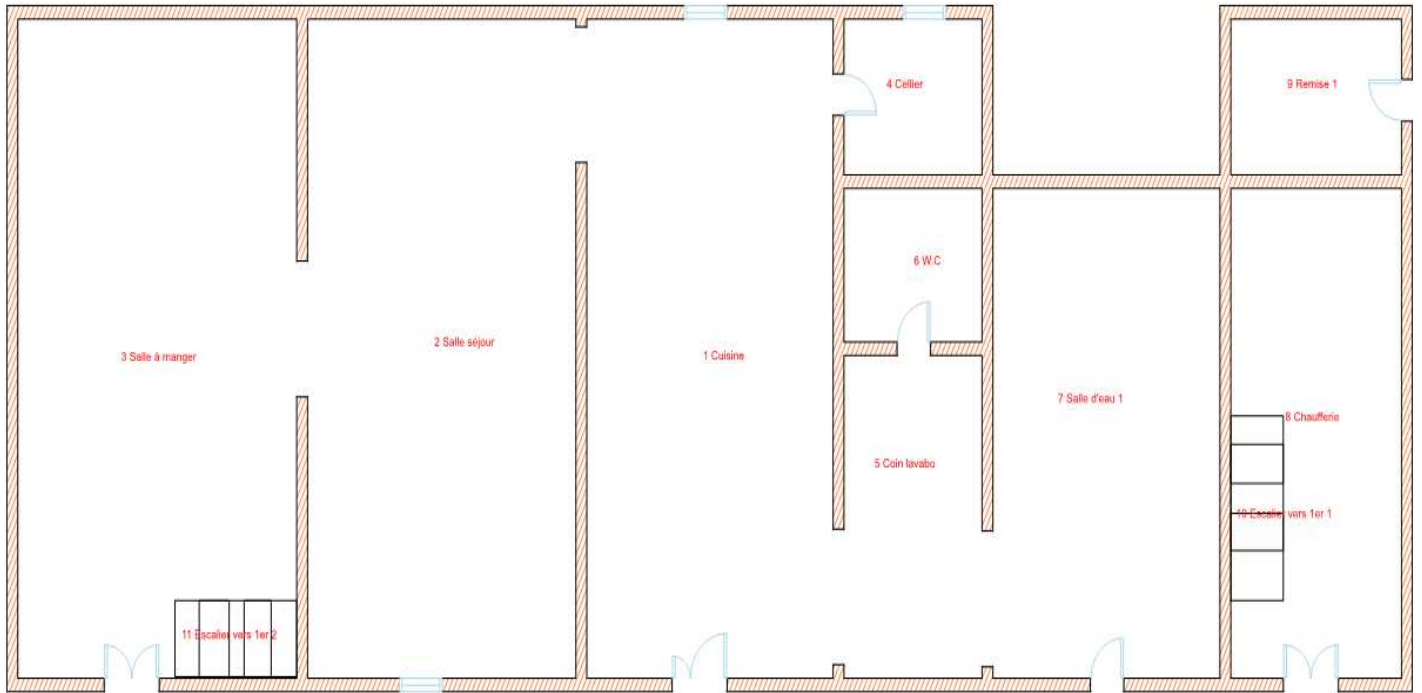 4 Cellier
9 Remise 1
6 W.C
2 Salle séjour
3 Salle à manger
1 Cuisine
7 Salle d'eau 1
8 Chaufferie
5 Coin lavabo
10 Escalier vers 1er 1
11 Escalier vers 1er 2